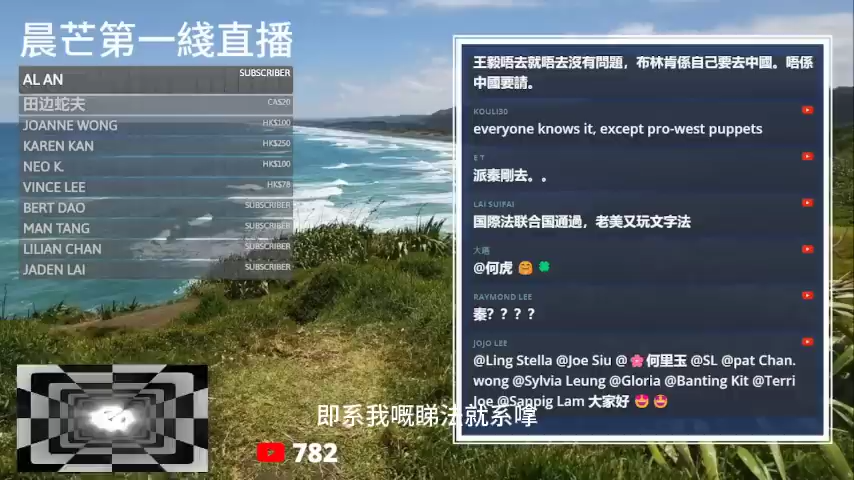 晨芒第一綫直播
AL AN SUBSCRIBER
田边蛇夫 CA$20
JOANNE WONG HK$100
KAREN KAN HK$250
NEO K. HK$100
VINCE LEE HK$78
BERT DAO SUBSCRIBER
MAN TANG SUBSCRIBER
LILIAN CHAN SUBSCRIBER
JADEN LAI SUBSCRIBER
王毅唔去就唔去沒有問題，布林肯係自己要去中國。唔係
中國要請。
KOULI30
everyone knows it, except pro-west puppets
E T
派秦剛去。。
LAI SUIFAI
国際法联合国通過，老美又玩文字法
@何虎 🤗 🍀
RAYMOND LEE
秦？？？？
JOJO LEE
@Ling Stella @Joe Siu @🌸何里玉 @SL @pat Chan.
wong @Sylvia Leung @Gloria @Banting Kit @Terri
Joe @Sappig Lam 大家好 🤩 🤩
即系我嘅睇法就系嗱
782